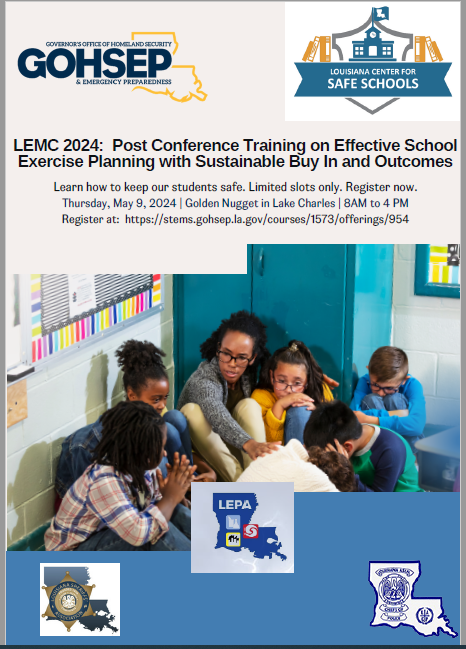 GOVERNOR'S OFFICE OF HOMELAND SECURITY
GOHSEP
& EMERGENCY PREPAREDNESS
LOUISIANA CENTER FOR
SAFE SCHOOLS
LEMC 2024:  Post Conference Training on Effective School
Exercise Planning with Sustainable Buy In and Outcomes
Learn how to keep our students safe. Limited slots only. Register now.
Thursday, May 9, 2024 | Golden Nugget in Lake Charles | 8AM to 4 PM
Register at:  https://stems.gohsep.la.gov/courses/1573/offerings/954
LEPA
S